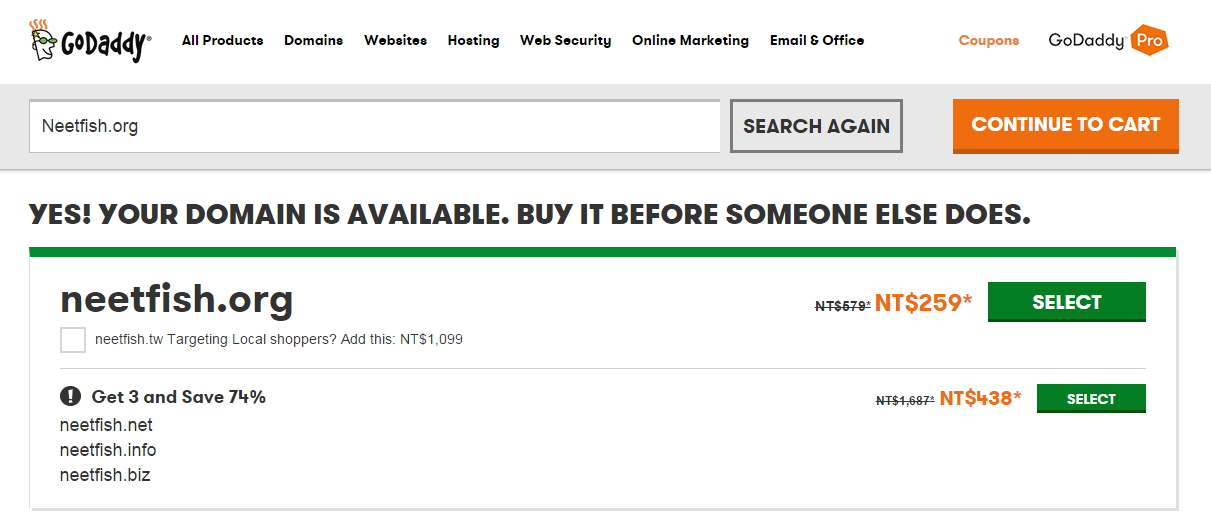 GoDaddy® All Products Domains Websites Hosting Web Security Online Marketing Email & Office Coupons GoDaddy Pro
Neetfish.org SEARCH AGAIN CONTINUE TO CART
YES! YOUR DOMAIN IS AVAILABLE. BUY IT BEFORE SOMEONE ELSE DOES.
neetfish.org NT$579* NT$259* SELECT
neetfish.tw Targeting Local shoppers? Add this: NT$1,099
! Get 3 and Save 74% NT$1,687* NT$438* SELECT
neetfish.net
neetfish.info
neetfish.biz